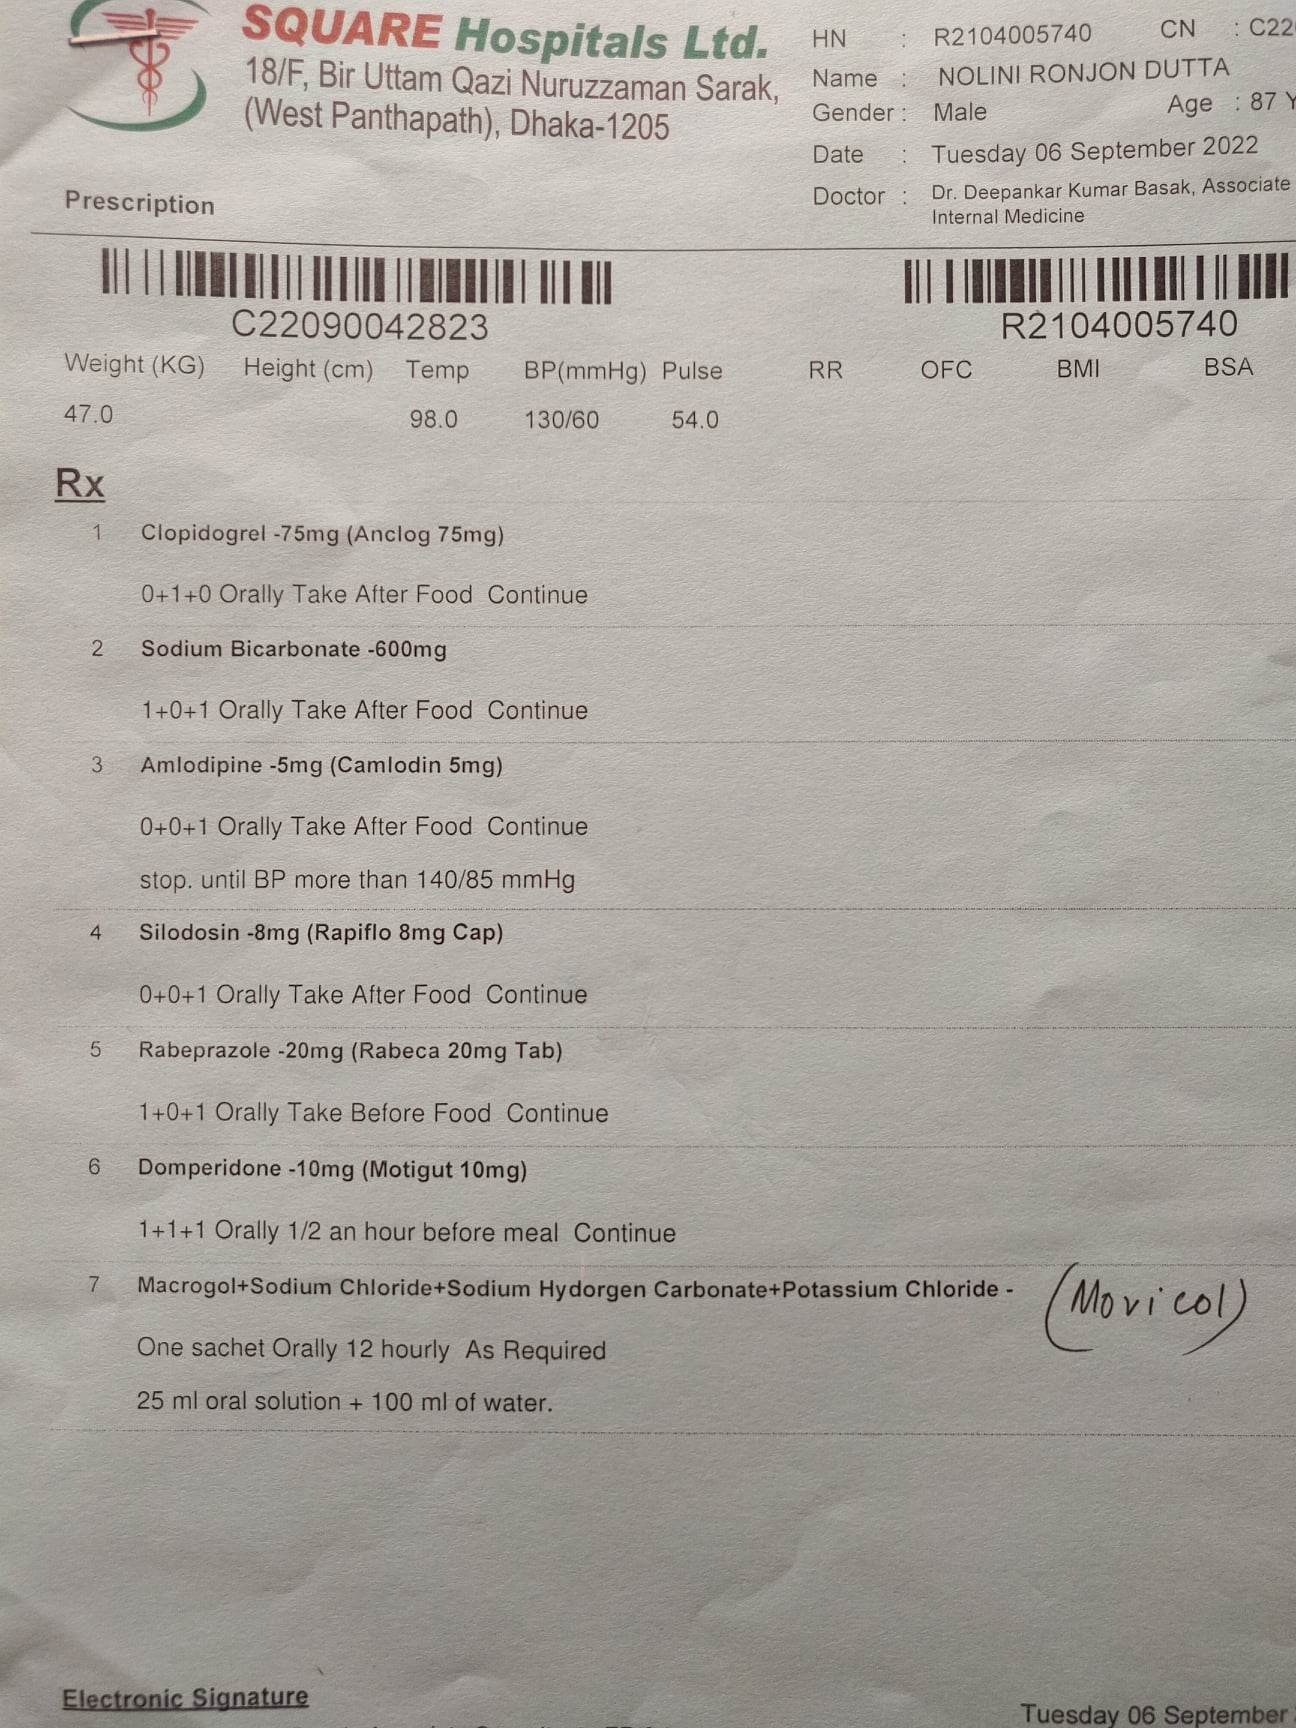 SQUARE Hospitals Ltd.
18/F, Bir Uttam Qazi Nuruzzaman Sarak,
(West Panthapath), Dhaka-1205
HN : R2104005740 CN : C22
Name : NOLINI RONJON DUTTA
Gender : Male Age : 87 Y
Date : Tuesday 06 September 2022
Doctor : Dr. Deepankar Kumar Basak, Associate
Internal Medicine
Prescription
C22090042823 R2104005740
Weight (KG) Height (cm) Temp BP(mmHg) Pulse RR OFC BMI BSA
47.0 98.0 130/60 54.0
Rx
1 Clopidogrel -75mg (Anclog 75mg)
0+1+0 Orally Take After Food Continue
2 Sodium Bicarbonate -600mg
1+0+1 Orally Take After Food Continue
3 Amlodipine -5mg (Camlodin 5mg)
0+0+1 Orally Take After Food Continue
stop. until BP more than 140/85 mmHg
4 Silodosin -8mg (Rapiflo 8mg Cap)
0+0+1 Orally Take After Food Continue
5 Rabeprazole -20mg (Rabeca 20mg Tab)
1+0+1 Orally Take Before Food Continue
6 Domperidone -10mg (Motigut 10mg)
1+1+1 Orally 1/2 an hour before meal Continue
7 Macrogol+Sodium Chloride+Sodium Hydorgen Carbonate+Potassium Chloride - (Movicol)
One sachet Orally 12 hourly As Required
25 ml oral solution + 100 ml of water.
Electronic Signature
Tuesday 06 September